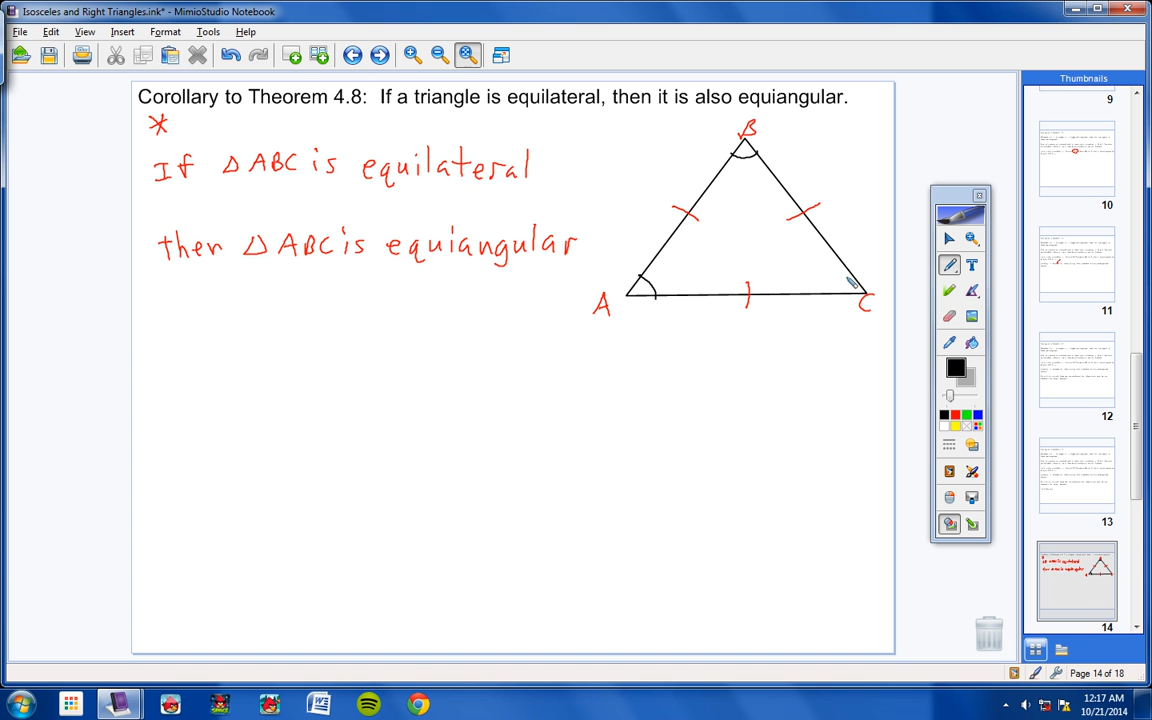 Isosceles and Right Triangles.ink* - MimioStudio Notebook
File Edit View Insert Format Tools Help
Corollary to Theorem 4.8: If a triangle is equilateral, then it is also equiangular.
*
If △ABC is equilateral
then △ABC is equiangular
B
A
C
Thumbnails
9
10
11
12
13
14
T
Page 14 of 18
12:17 AM
10/21/2014